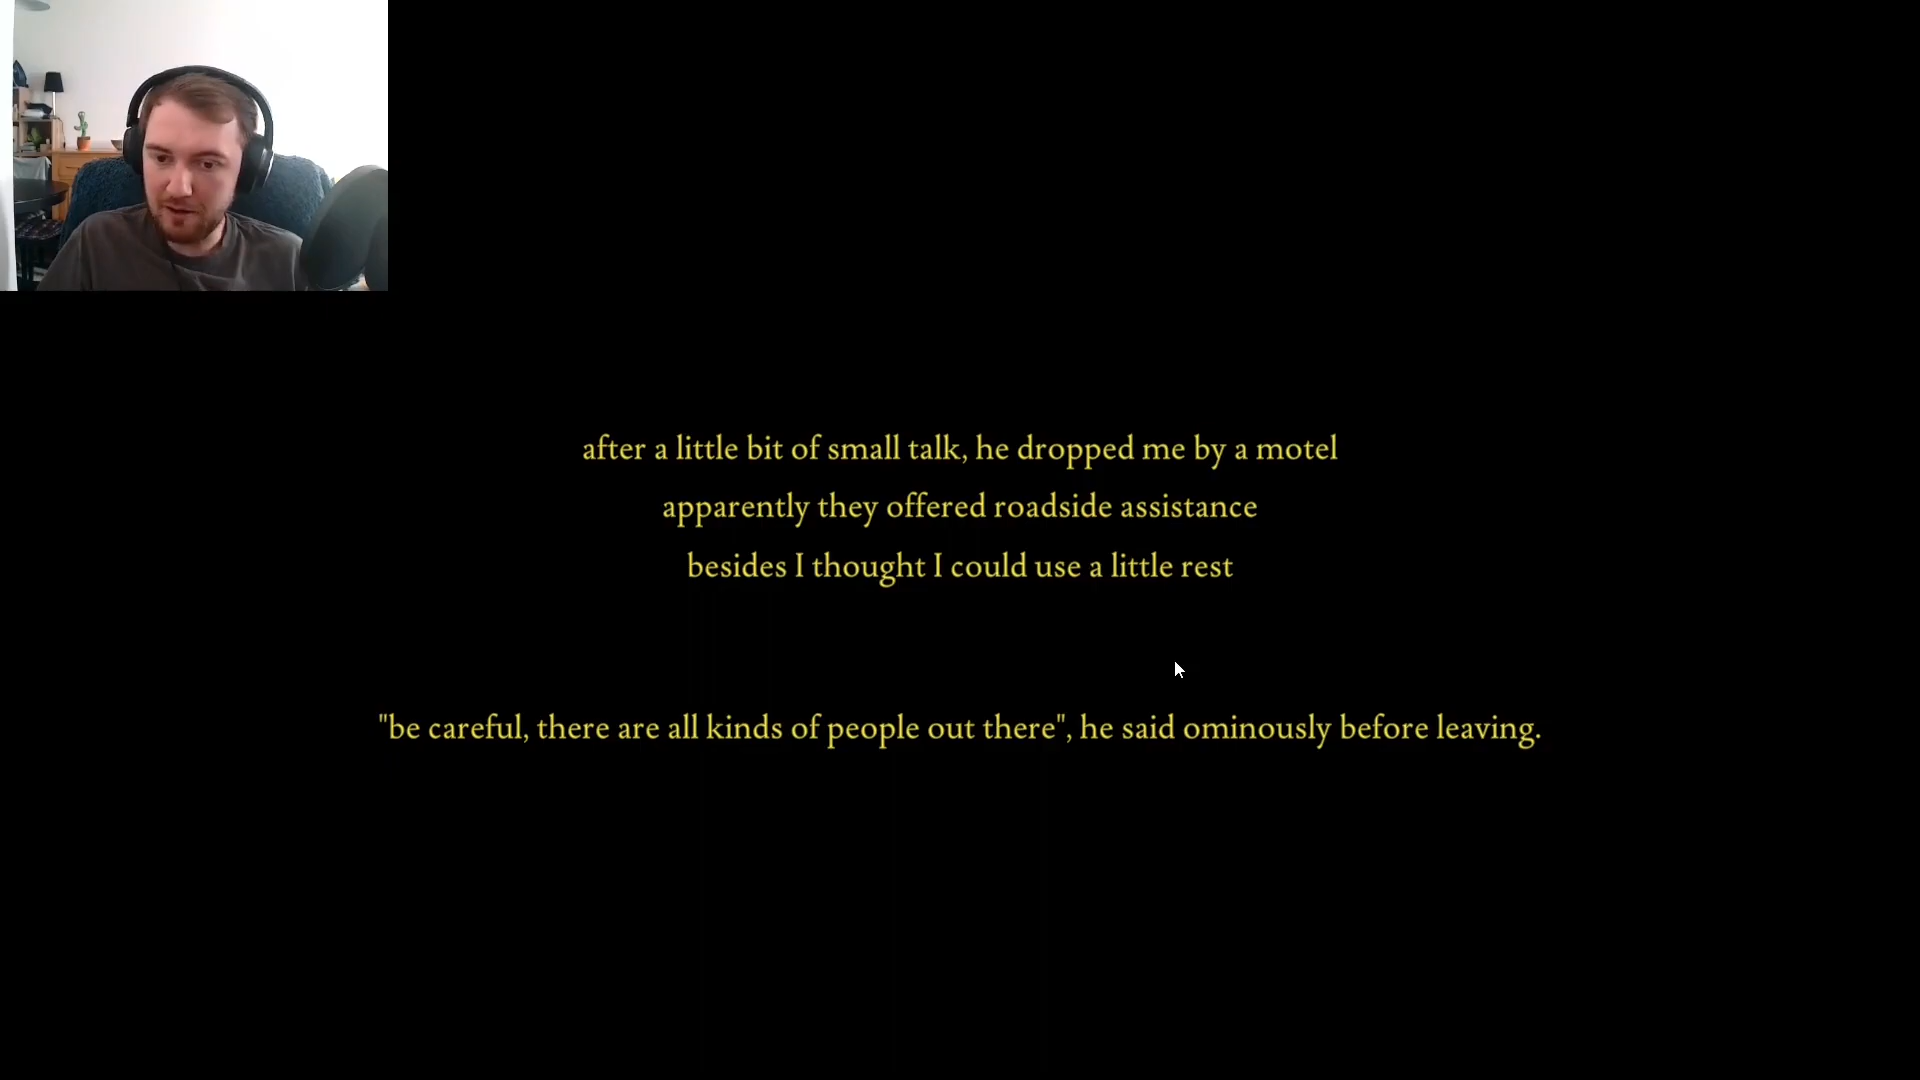 after a little bit of small talk, he dropped me by a motel
apparently they offered roadside assistance
besides I thought I could use a little rest
"be careful, there are all kinds of people out there", he said ominously before leaving.